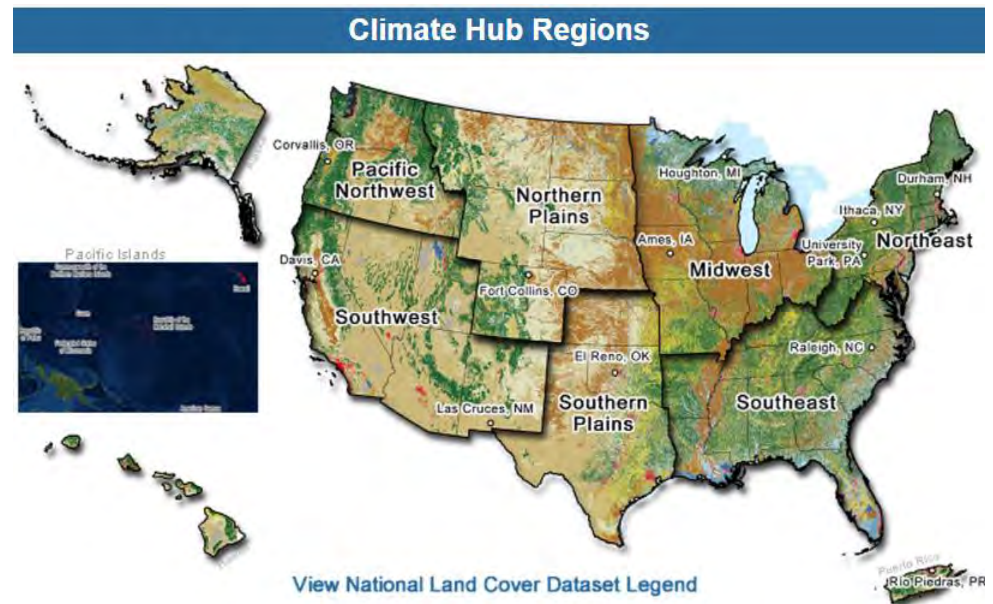 Climate Hub Regions
Corvallis, OR
Pacific
Northwest
Northern
Plains
Houghton, MI
Durham, NH
Ithaca, NY
Northeast
University
Park, PA
Ames, IA
Midwest
Pacific Islands
Davis, CA
Fort Collins, CO
Southwest
Raleigh, NC
El Reno, OK
Southern
Plains
Southeast
Las Cruces, NM
Guam
Hawaii
Puerto Rico
Rio Piedras, PR
View National Land Cover Dataset Legend